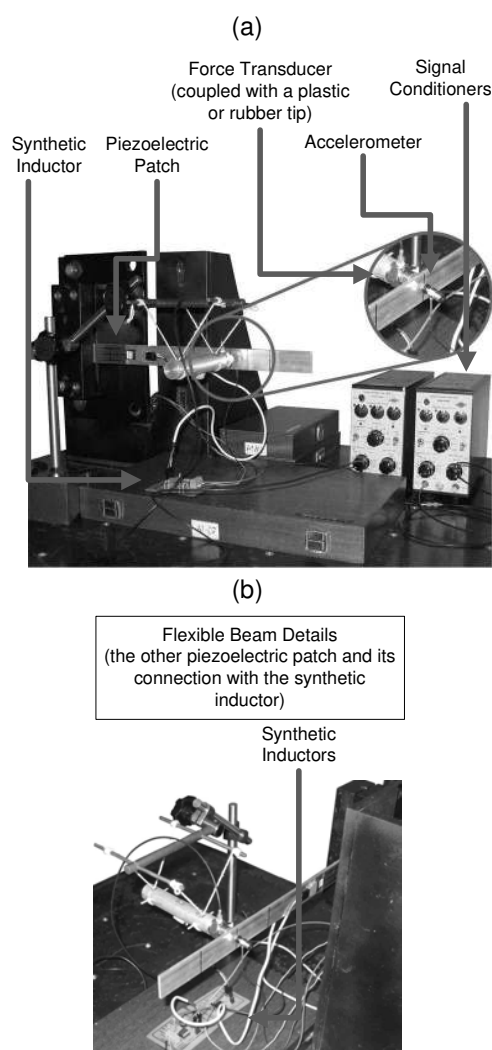 (a)
Force Transducer
(coupled with a plastic
or rubber tip)
Signal
Conditioners
Synthetic
Inductor
Piezoelectric
Patch
Accelerometer
(b)
Flexible Beam Details
(the other piezoelectric patch and its
connection with the synthetic
inductor)
Synthetic
Inductors